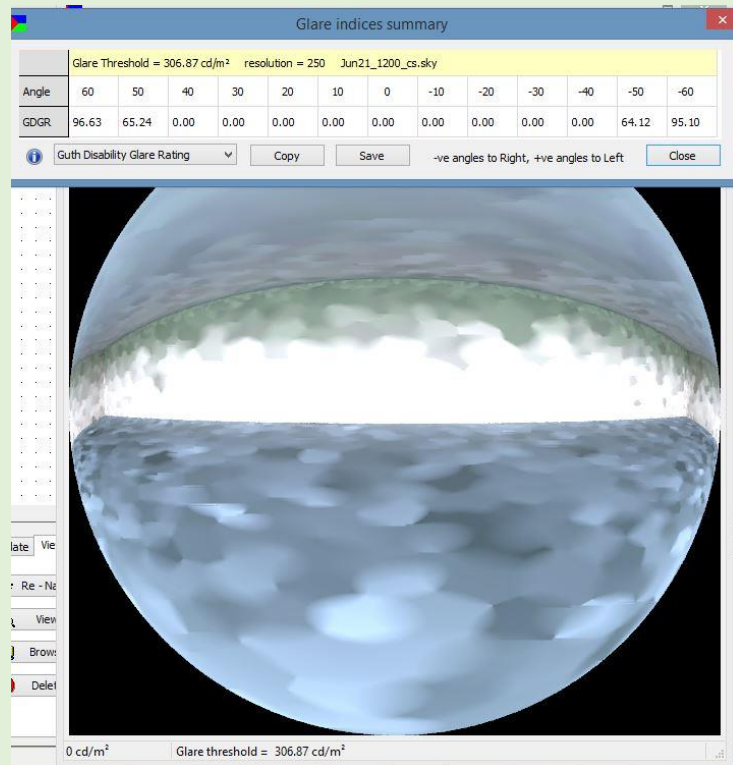 Glare indices summary
Glare Threshold = 306.87 cd/m² resolution = 250 Jun21_1200_cs.sky
Angle 60 50 40 30 20 10 0 -10 -20 -30 -40 -50 -60
GDGR 96.63 65.24 0.00 0.00 0.00 0.00 0.00 0.00 0.00 0.00 0.00 64.12 95.10
Guth Disability Glare Rating Copy Save -ve angles to Right, +ve angles to Left Close
late Vie
Re - Na
View
Brows
Delet
0 cd/m² Glare threshold = 306.87 cd/m²